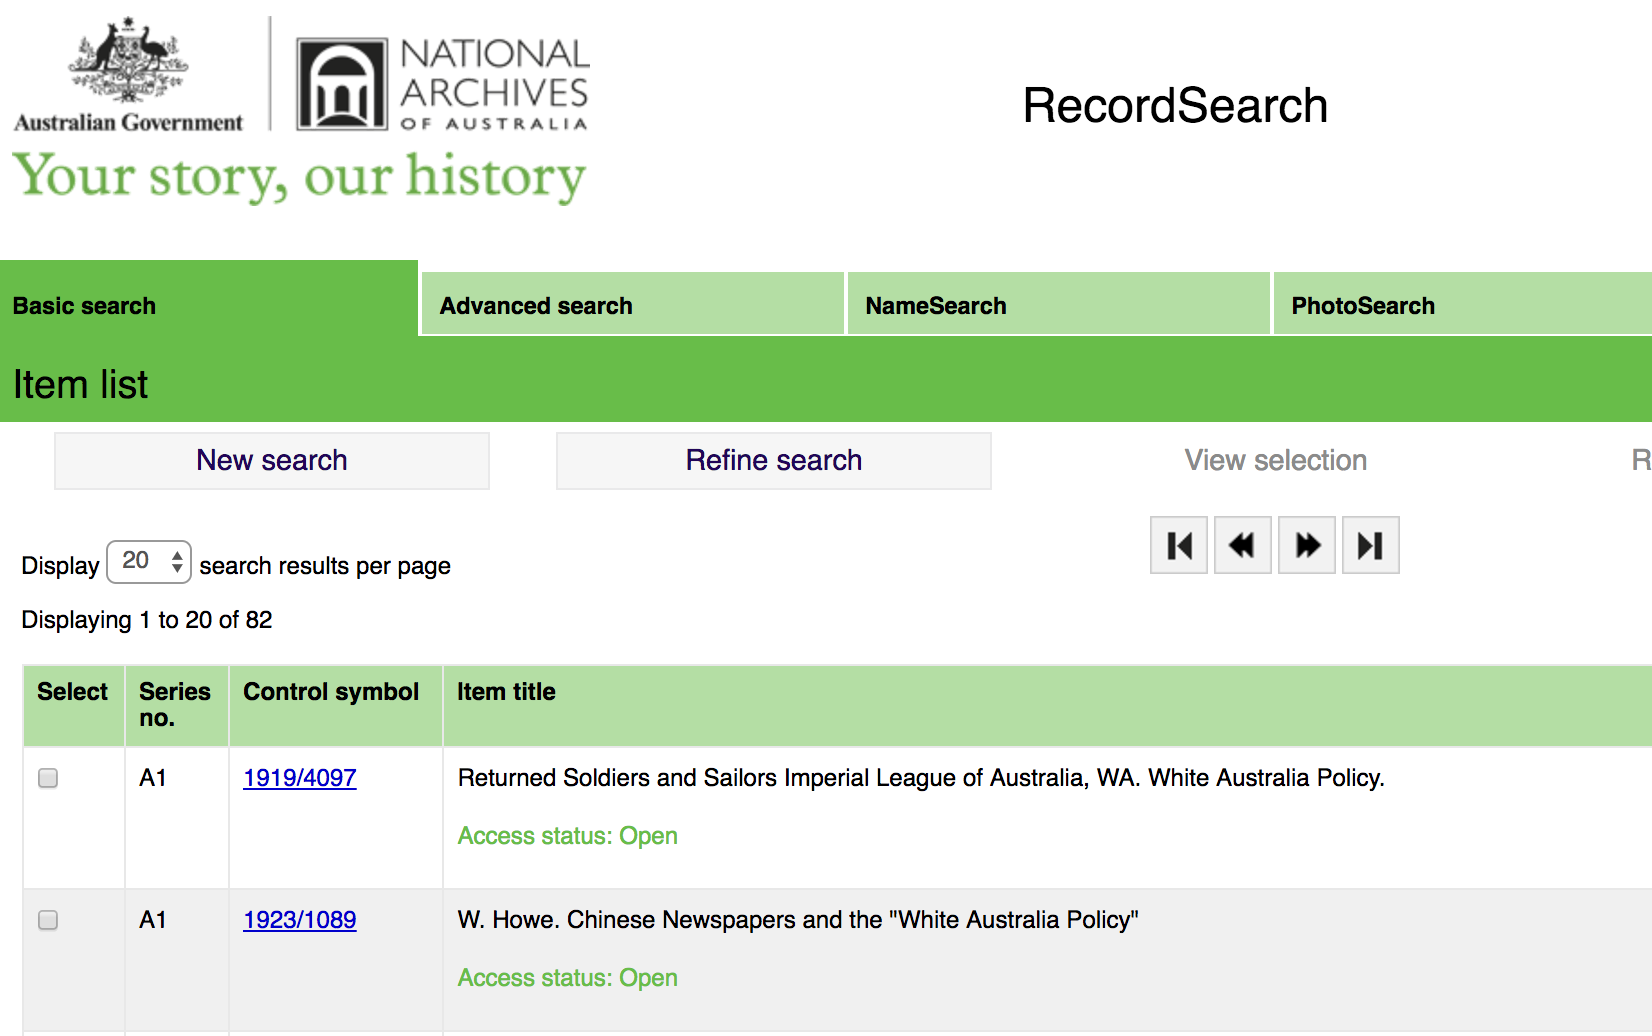 Australian Government
NATIONAL
ARCHIVES
OF AUSTRALIA
Your story, our history
RecordSearch
Basic search
Advanced search
NameSearch
PhotoSearch
Item list
New search
Refine search
View selection
R
Display 20 search results per page
Displaying 1 to 20 of 82
Select
Series no.
Control symbol
Item title
A1
1919/4097
Returned Soldiers and Sailors Imperial League of Australia, WA. White Australia Policy.
Access status: Open
A1
1923/1089
W. Howe. Chinese Newspapers and the "White Australia Policy"
Access status: Open